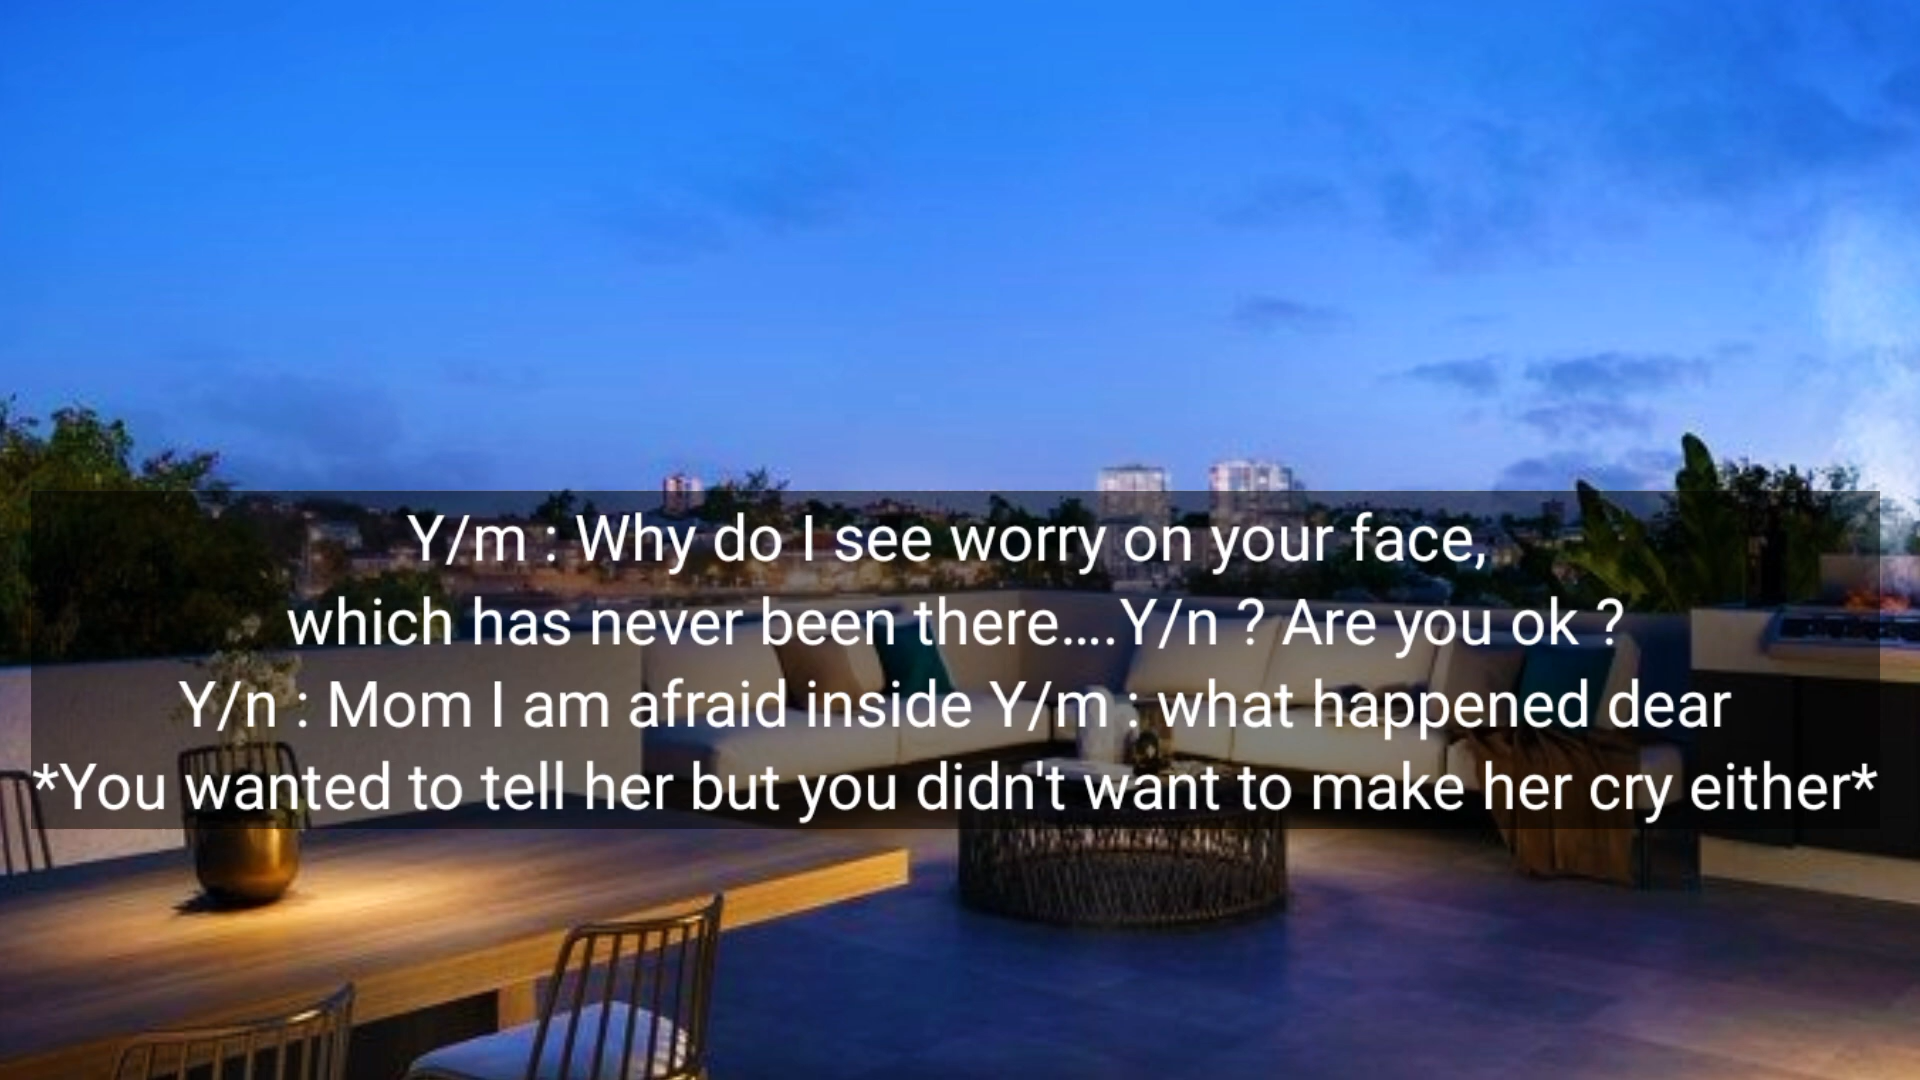 Y/m : Why do I see worry on your face,
which has never been there....Y/n ? Are you ok ?
Y/n : Mom I am afraid inside Y/m : what happened dear
*You wanted to tell her but you didn't want to make her cry either*